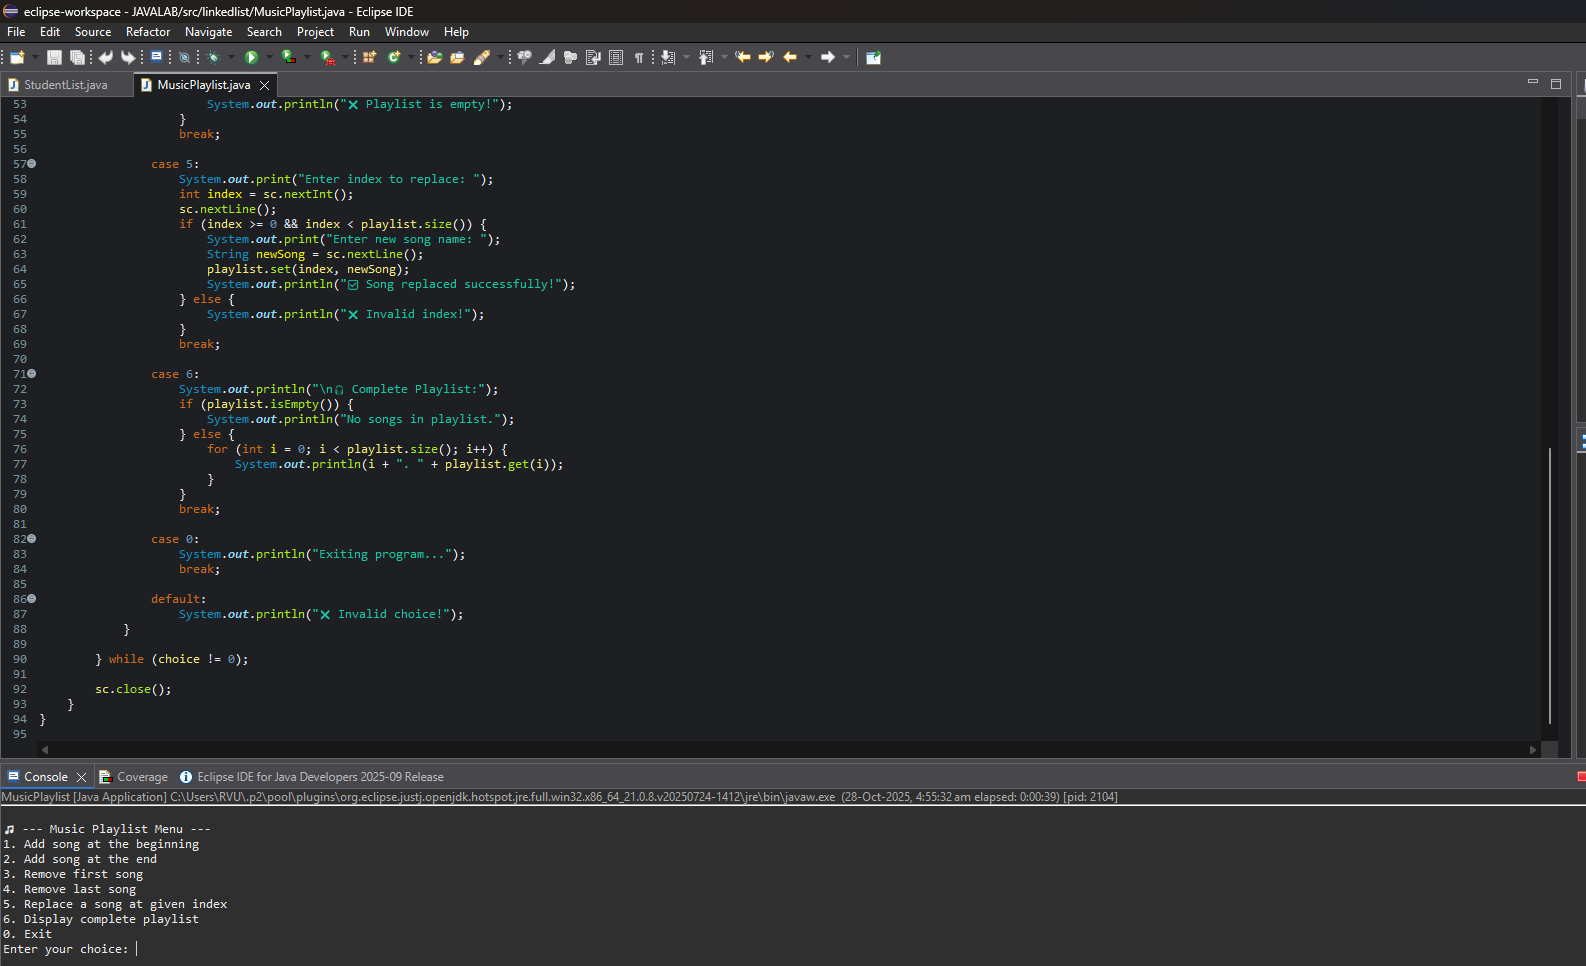 eclipse-workspace - JAVALAB/src/linkedlist/MusicPlaylist.java - Eclipse IDE
File Edit Source Refactor Navigate Search Project Run Window Help
StudentList.java MusicPlaylist.java
53 System.out.println("❌ Playlist is empty!");
54 }
55 break;
56
57 case 5:
58 System.out.print("Enter index to replace: ");
59 int index = sc.nextInt();
60 sc.nextLine();
61 if (index >= 0 && index < playlist.size()) {
62 System.out.print("Enter new song name: ");
63 String newSong = sc.nextLine();
64 playlist.set(index, newSong);
65 System.out.println("✅ Song replaced successfully!");
66 } else {
67 System.out.println("❌ Invalid index!");
68 }
69 break;
70
71 case 6:
72 System.out.println("\n🎧 Complete Playlist:");
73 if (playlist.isEmpty()) {
74 System.out.println("No songs in playlist.");
75 } else {
76 for (int i = 0; i < playlist.size(); i++) {
77 System.out.println(i + ". " + playlist.get(i));
78 }
79 }
80 break;
81
82 case 0:
83 System.out.println("Exiting program...");
84 break;
85
86 default:
87 System.out.println("❌ Invalid choice!");
88 }
89
90 } while (choice != 0);
91
92 sc.close();
93 }
94 }
95
Console Coverage Eclipse IDE for Java Developers 2025-09 Release
MusicPlaylist [Java Application] C:\Users\RVU\.p2\pool\plugins\org.eclipse.justj.openjdk.hotspot.jre.full.win32.x86_64_21.0.8.v20250724-1412\jre\bin\javaw.exe (28-Oct-2025, 4:55:32 am elapsed: 0:00:39) [pid: 2104]
🎵 --- Music Playlist Menu ---
1. Add song at the beginning
2. Add song at the end
3. Remove first song
4. Remove last song
5. Replace a song at given index
6. Display complete playlist
0. Exit
Enter your choice: